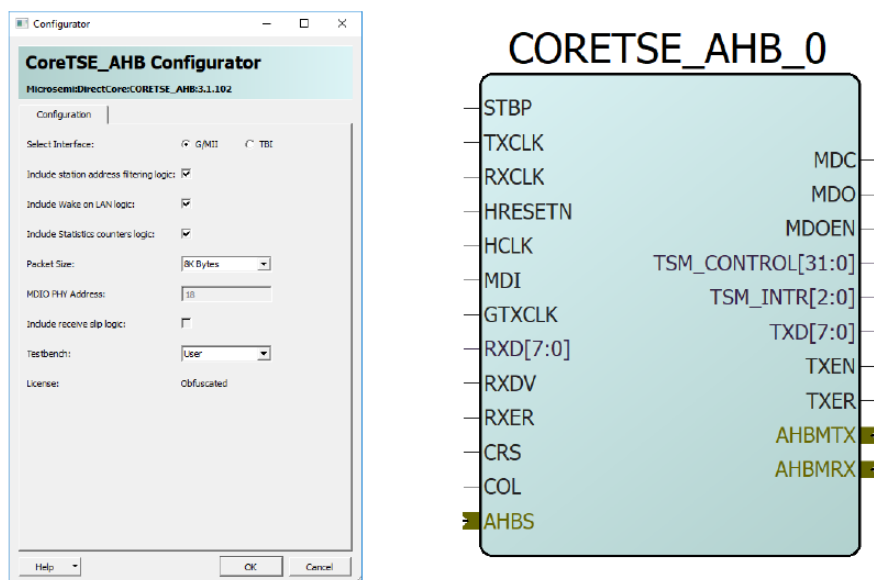 Configurator
CoreTSE_AHB Configurator
Microsemi:DirectCore:CORETSE_AHB:3.1.102
Configuration
Select Interface: G/MII TBI
Include station address filtering logic:
Include Wake on LAN logic:
Include Statistics counters logic:
Packet Size: 8K Bytes
MDIO PHY Address: 18
Include receive slip logic:
Testbench: User
License: Obfuscated
Help OK Cancel
CORETSE_AHB_0
STBP
TXCLK
RXCLK
HRESETN
HCLK
MDI
GTXCLK
RXD[7:0]
RXDV
RXER
CRS
COL
AHBS
MDC
MDO
MDOEN
TSM_CONTROL[31:0]
TSM_INTR[2:0]
TXD[7:0]
TXEN
TXER
AHBMTX
AHBMRX